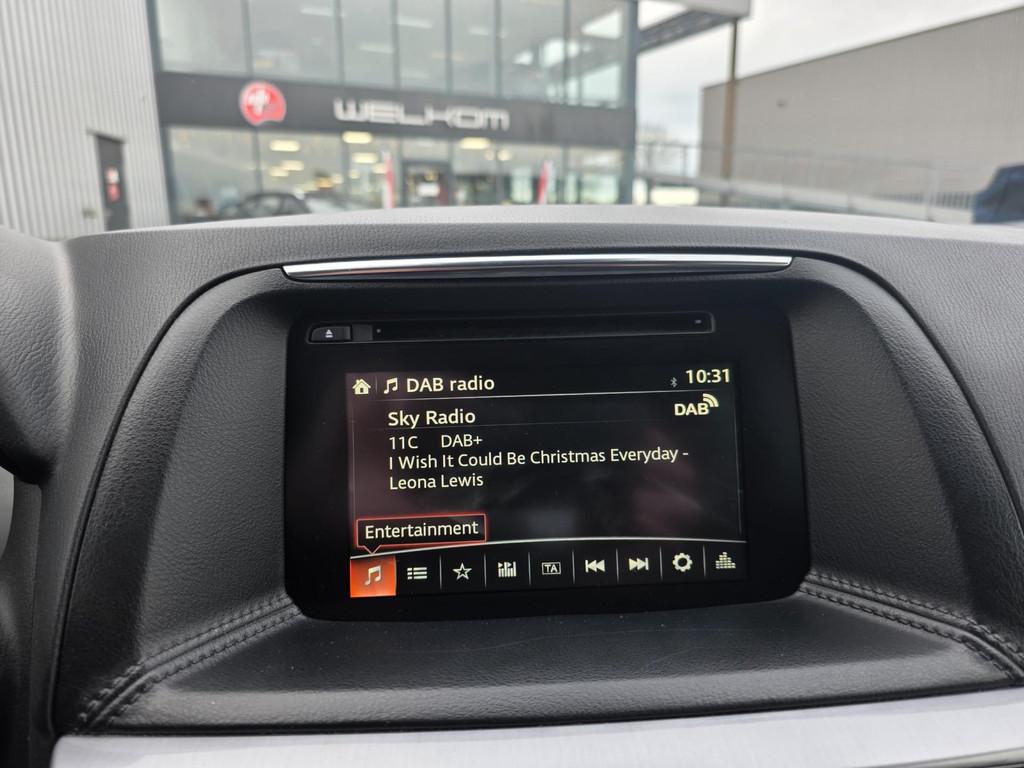 WELKOM
DAB radio
10:31
Sky Radio
DAB
11C DAB+
I Wish It Could Be Christmas Everyday -
Leona Lewis
Entertainment
TA